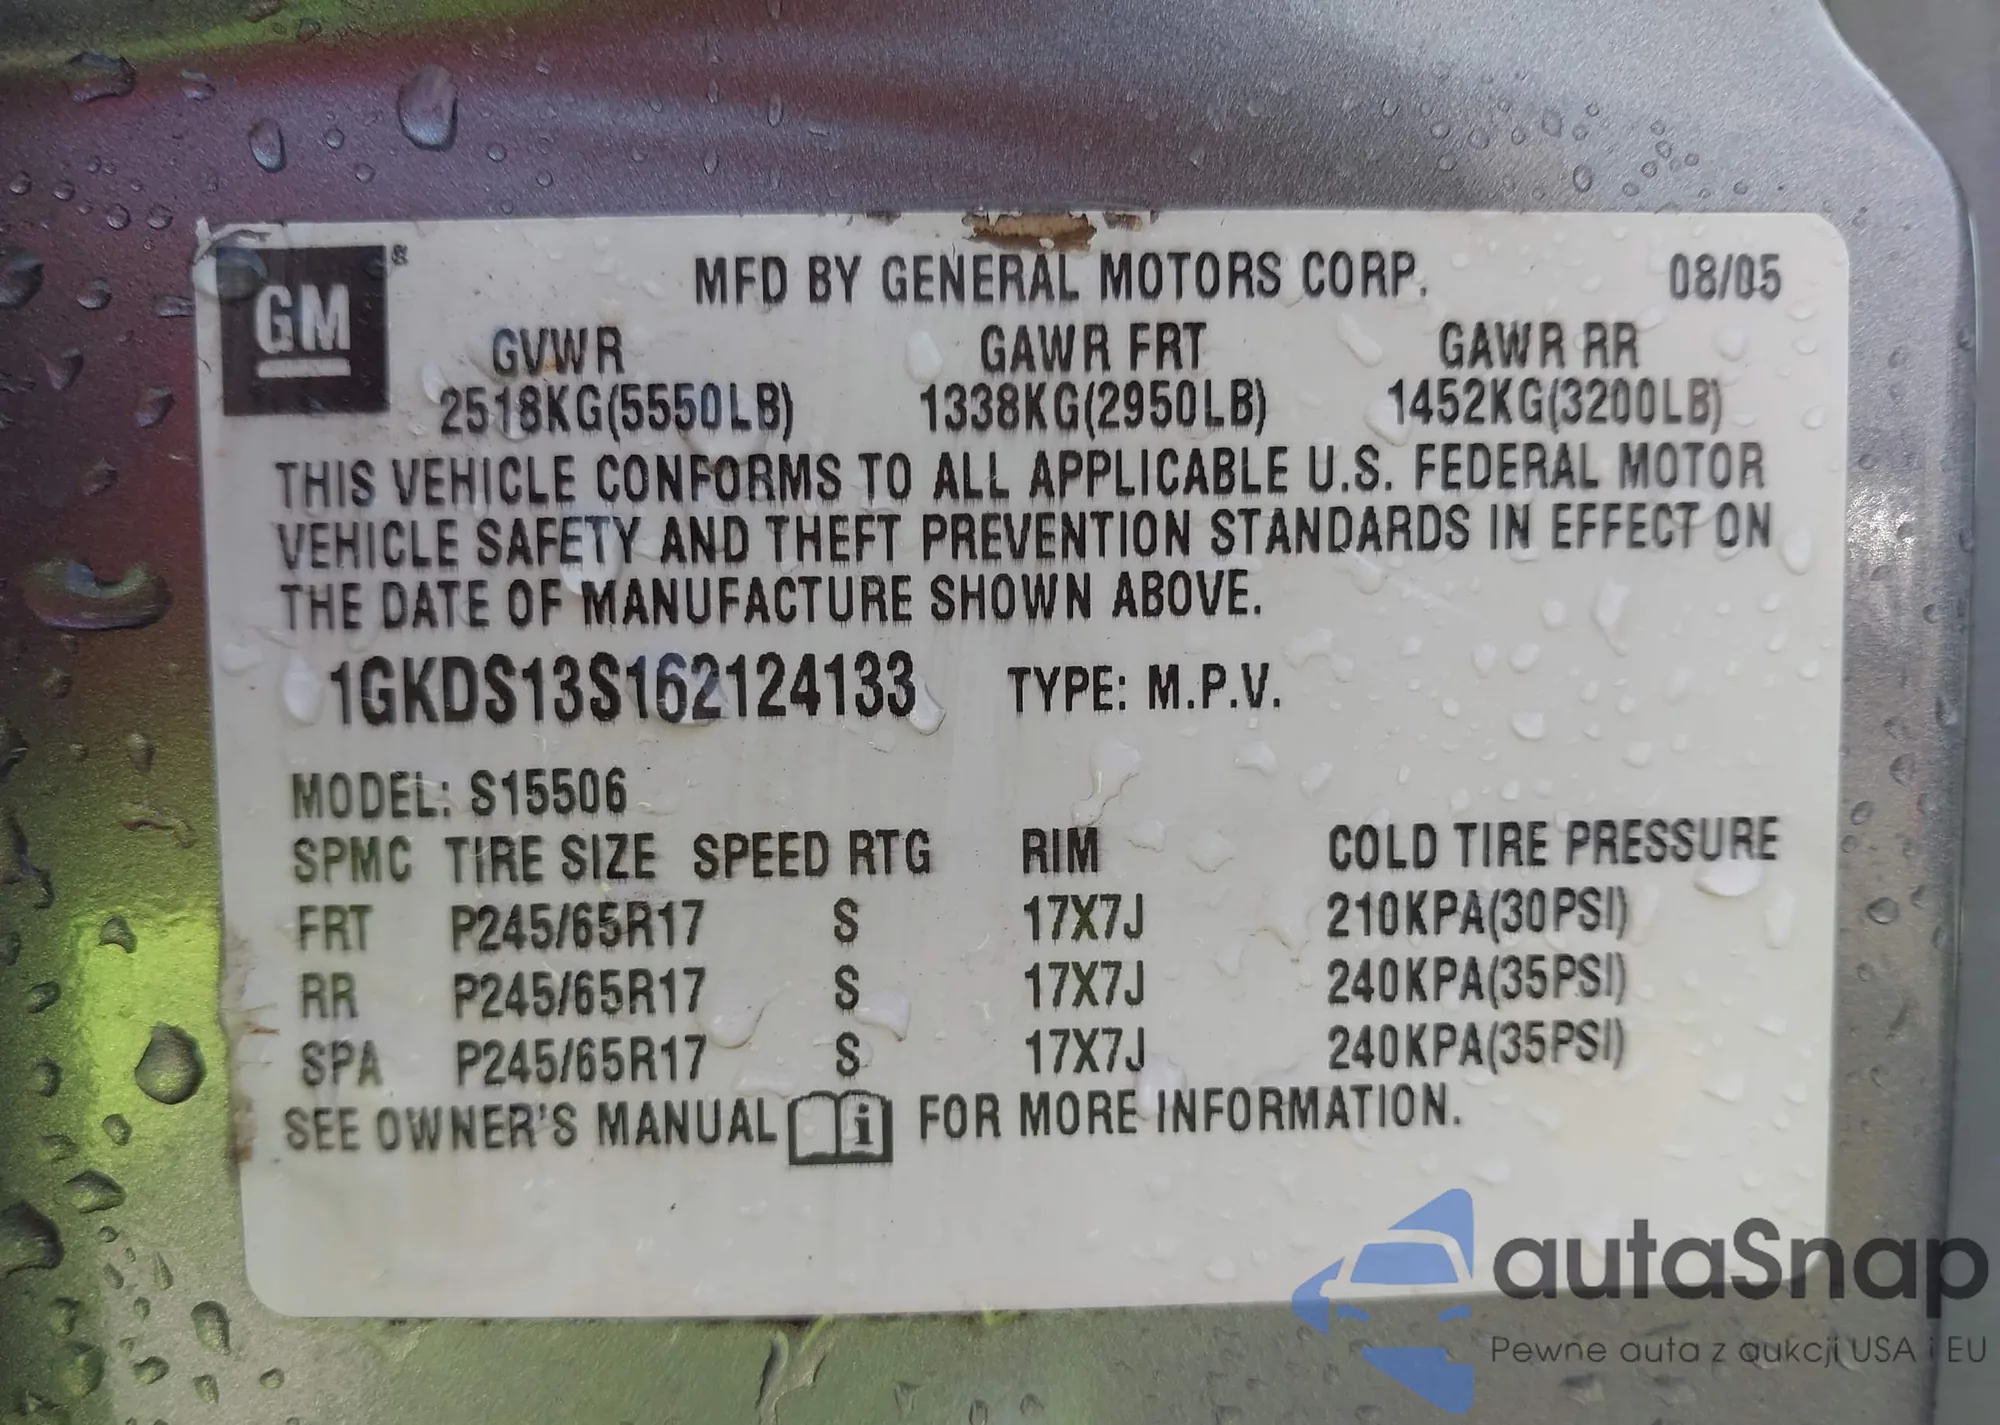 GM ®
MFD BY GENERAL MOTORS CORP. 08/05
GVWR GAWR FRT GAWR RR
2518KG(5550LB) 1338KG(2950LB) 1452KG(3200LB)
THIS VEHICLE CONFORMS TO ALL APPLICABLE U.S. FEDERAL MOTOR
VEHICLE SAFETY AND THEFT PREVENTION STANDARDS IN EFFECT ON
THE DATE OF MANUFACTURE SHOWN ABOVE.
1GKDS13S162124133 TYPE: M.P.V.
MODEL: S15506
SPMC TIRE SIZE SPEED RTG RIM COLD TIRE PRESSURE
FRT P245/65R17 S 17X7J 210KPA(30PSI)
RR P245/65R17 S 17X7J 240KPA(35PSI)
SPA P245/65R17 S 17X7J 240KPA(35PSI)
SEE OWNER'S MANUAL i FOR MORE INFORMATION.
autaSnap
Pewne auta z aukcji USA i EU